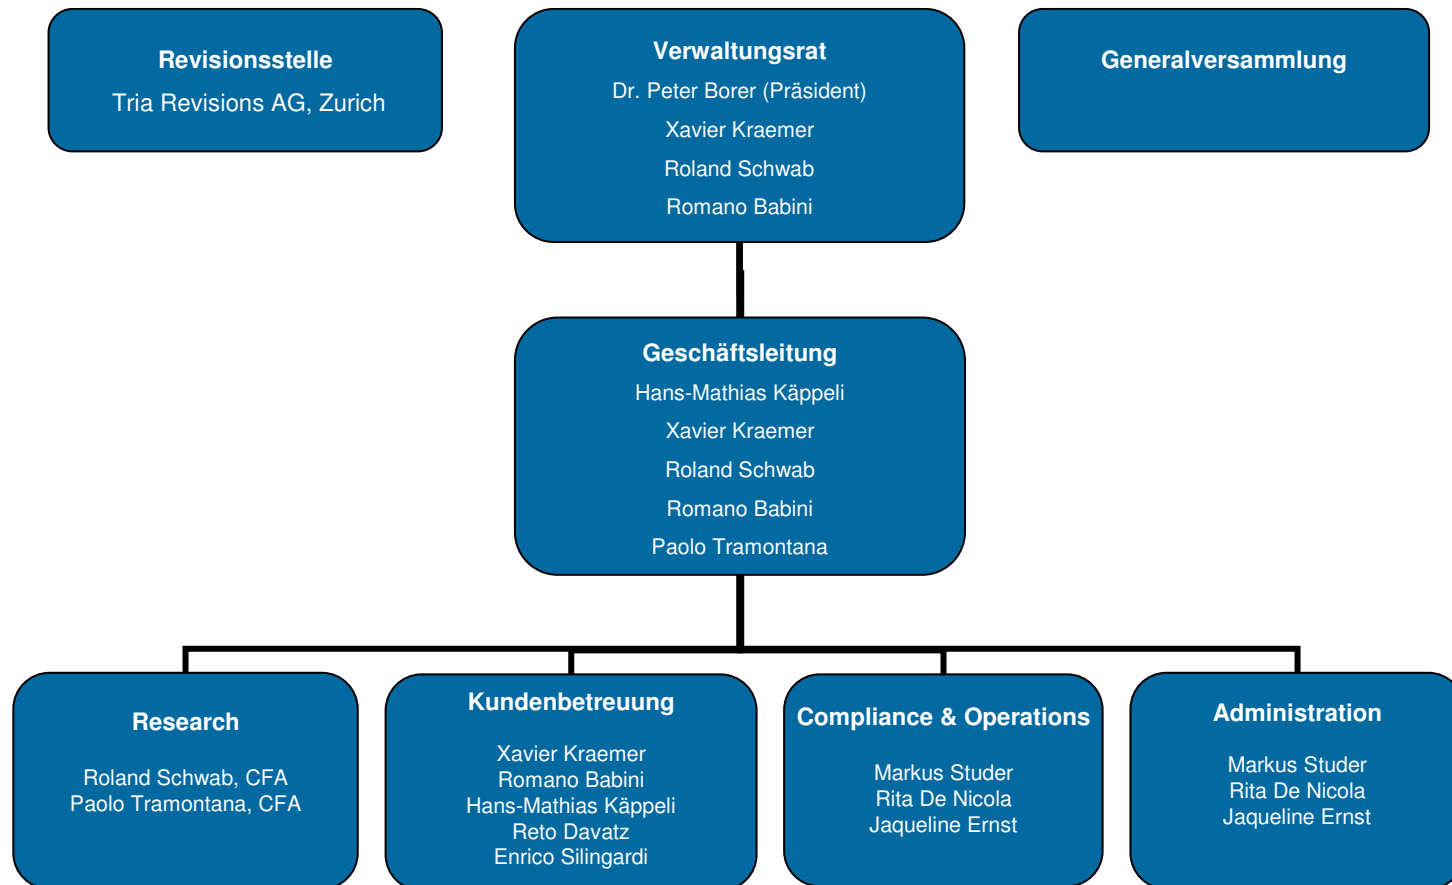 Revisionsstelle
Tria Revisions AG, Zurich
Verwaltungsrat
Dr. Peter Borer (Präsident)
Xavier Kraemer
Roland Schwab
Romano Babini
Generalversammlung
Geschäftsleitung
Hans-Mathias Käppeli
Xavier Kraemer
Roland Schwab
Romano Babini
Paolo Tramontana
Research
Roland Schwab, CFA
Paolo Tramontana, CFA
Kundenbetreuung
Xavier Kraemer
Romano Babini
Hans-Mathias Käppeli
Reto Davatz
Enrico Silingardi
Compliance & Operations
Markus Studer
Rita De Nicola
Jaqueline Ernst
Administration
Markus Studer
Rita De Nicola
Jaqueline Ernst